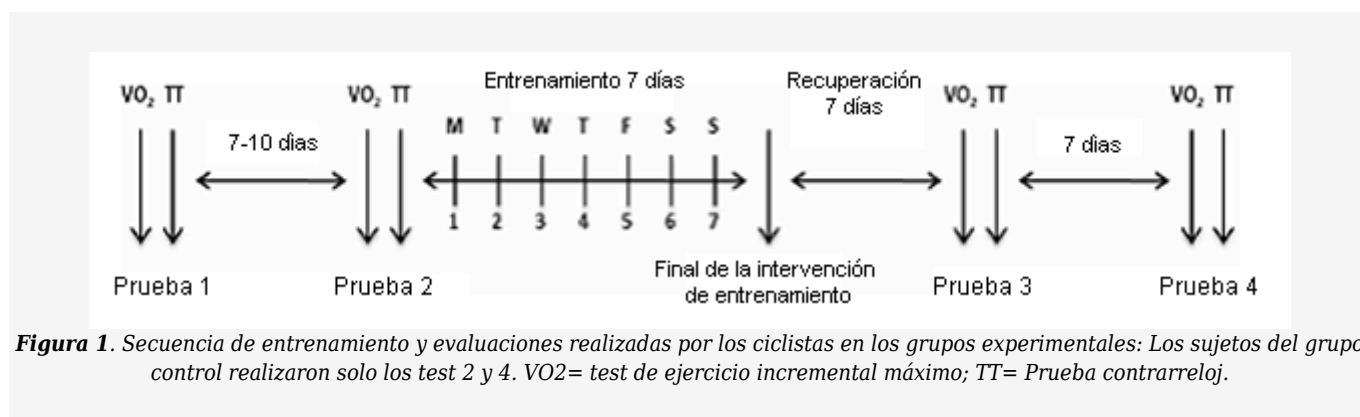 VO₂ TT
7-10 dìas
Prueba 1
VO₂ TT
Prueba 2
Entrenamiento 7 días
M T W T F S S
1 2 3 4 5 6 7
Final de la intervención
de entrenamiento
Recuperación
7 días
VO₂ TT
Prueba 3
7 dìas
VO₂ TT
Prueba 4
Figura 1. Secuencia de entrenamiento y evaluaciones realizadas por los ciclistas en los grupos experimentales: Los sujetos del grupo
control realizaron solo los test 2 y 4. VO2= test de ejercicio incremental máximo; TT= Prueba contrarreloj.